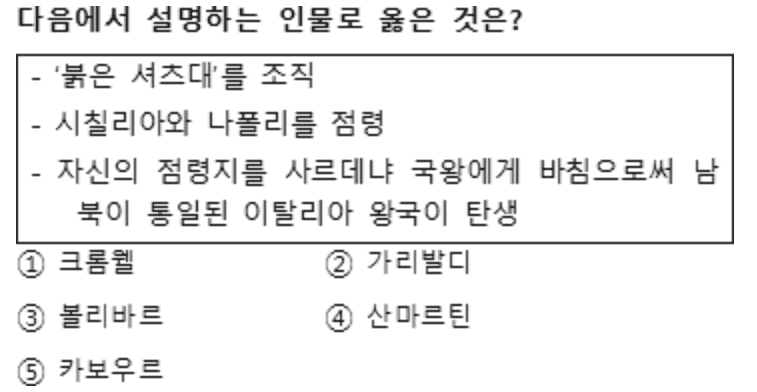 다음에서 설명하는 인물로 옳은 것은?
- '붉은 셔츠대'를 조직
- 시칠리아와 나폴리를 점령
- 자신의 점령지를 사르데냐 국왕에게 바침으로써 남
북이 통일된 이탈리아 왕국이 탄생
① 크롬웰 ② 가리발디
③ 볼리바르 ④ 산마르틴
⑤ 카보우르